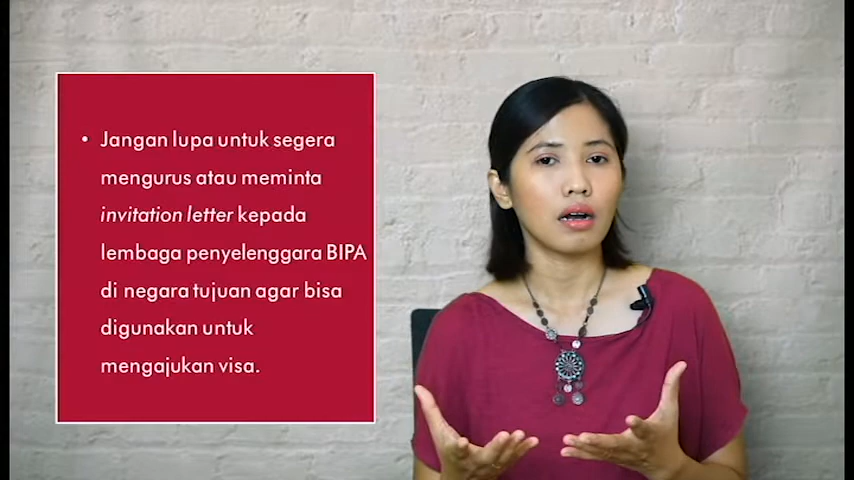 • Jangan lupa untuk segera
mengurus atau meminta
invitation letter kepada
lembaga penyelenggara BIPA
di negara tujuan agar bisa
digunakan untuk
mengajukan visa.